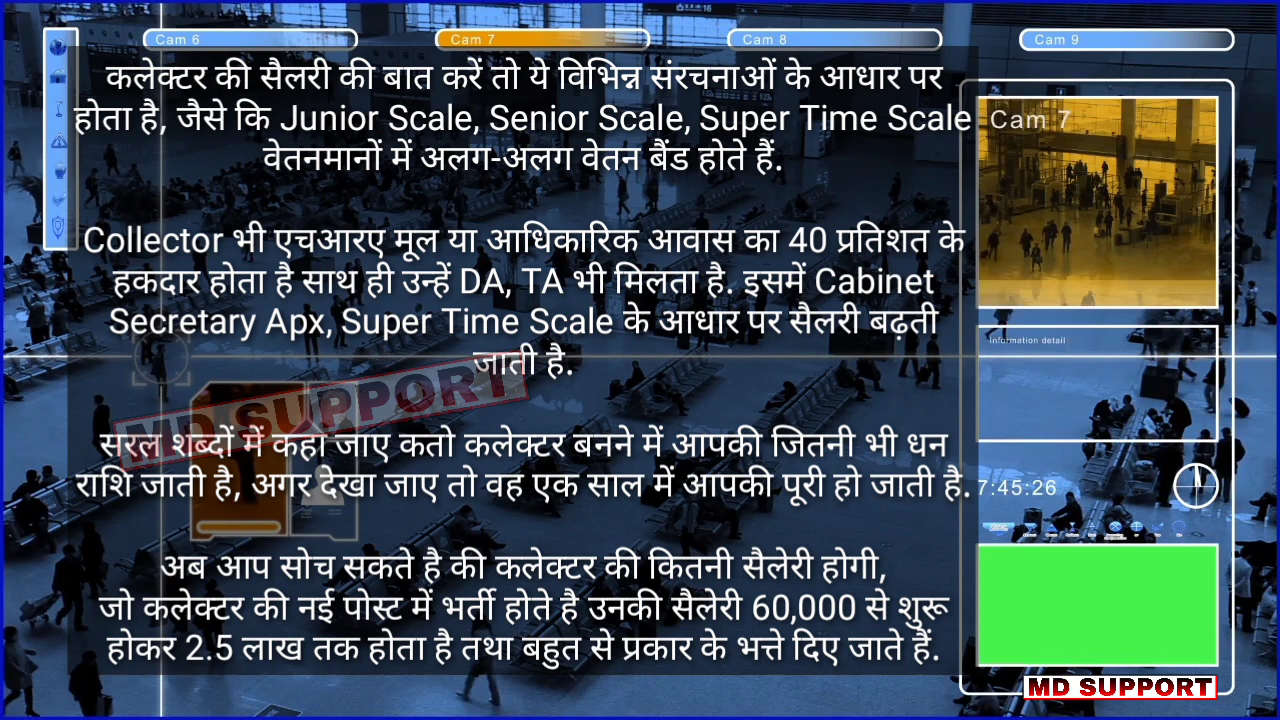 Cam 6
Cam 7
Cam 8
Cam 9
कलेक्टर की सैलरी की बात करें तो ये विभिन्न संरचनाओं के आधार पर
होता है, जैसे कि Junior Scale, Senior Scale, Super Time Scale
वेतनमानों में अलग-अलग वेतन बैंड होते हैं.
Cam 7
Collector भी एचआरए मूल या आधिकारिक आवास का 40 प्रतिशत के
हकदार होता है साथ ही उन्हें DA, TA भी मिलता है. इसमें Cabinet
Secretary Apx, Super Time Scale के आधार पर सैलरी बढ़ती
जाती है.
Information detail
MD SUPPORT
सरल शब्दों में कहा जाए कतो कलेक्टर बनने में आपकी जितनी भी धन
राशि जाती है, अगर देखा जाए तो वह एक साल में आपकी पूरी हो जाती है.
7:45:26
अब आप सोच सकते है की कलेक्टर की कितनी सैलेरी होगी,
जो कलेक्टर की नई पोस्ट में भर्ती होते है उनकी सैलेरी 60,000 से शुरू
होकर 2.5 लाख तक होता है तथा बहुत से प्रकार के भत्ते दिए जाते हैं.
MD SUPPORT